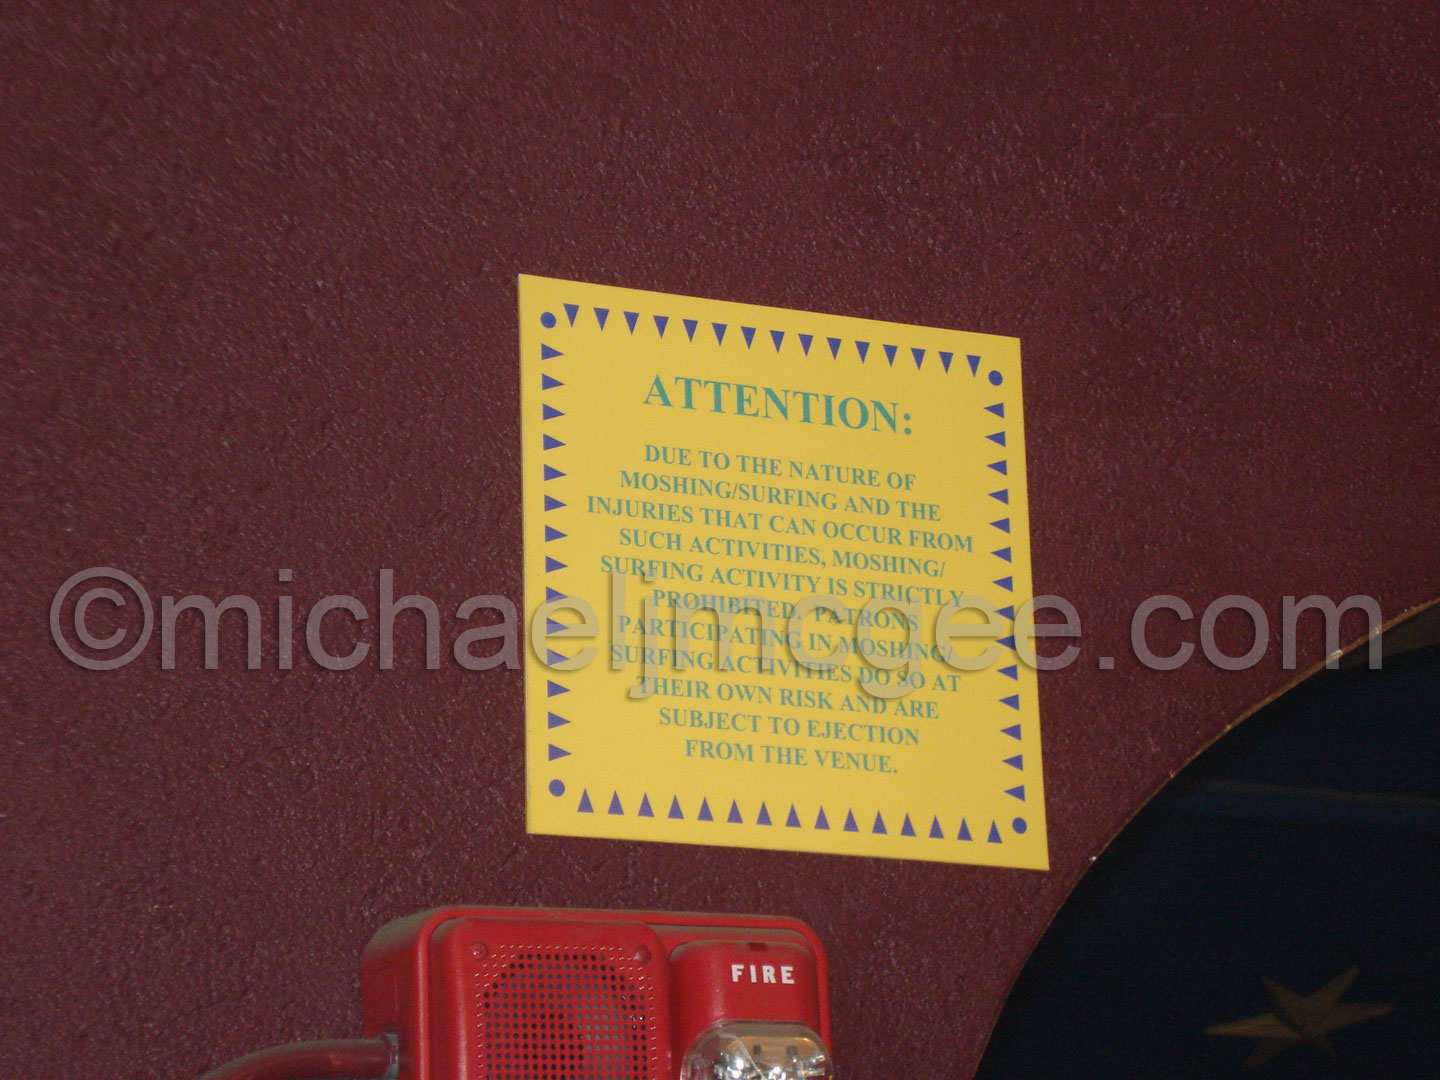 ATTENTION:
DUE TO THE NATURE OF
MOSHING/SURFING AND THE
INJURIES THAT CAN OCCUR FROM
SUCH ACTIVITIES, MOSHING/
SURFING ACTIVITY IS STRICTLY
PROHIBITED. PATRONS
PARTICIPATING IN MOSHING/
SURFING ACTIVITIES DO SO AT
THEIR OWN RISK AND ARE
SUBJECT TO EJECTION
FROM THE VENUE.
©michaeljmcgee.com
FIRE